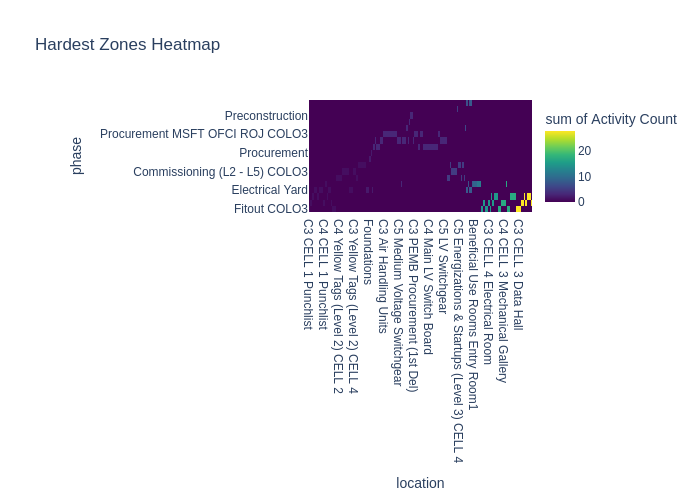 Hardest Zones Heatmap
phase
Preconstruction
Procurement MSFT OFCI ROJ COLO3
Procurement
Commissioning (L2 - L5) COLO3
Electrical Yard
Fitout COLO3
C3 CELL 1 Punchlist
C4 CELL 1 Punchlist
C4 Yellow Tags (Level 2) CELL 2
C3 Yellow Tags (Level 2) CELL 4
Foundations
C3 Air Handling Units
C5 Medium Voltage Switchgear
C3 PEMB Procurement (1st Del)
C4 Main LV Switch Board
C5 LV Switchgear
C5 Energizations & Startups (Level 3) CELL 4
Beneficial Use Rooms Entry Room1
C3 CELL 4 Electrical Room
C4 CELL 3 Mechanical Gallery
C3 CELL 3 Data Hall
location
sum of Activity Count
20
10
0